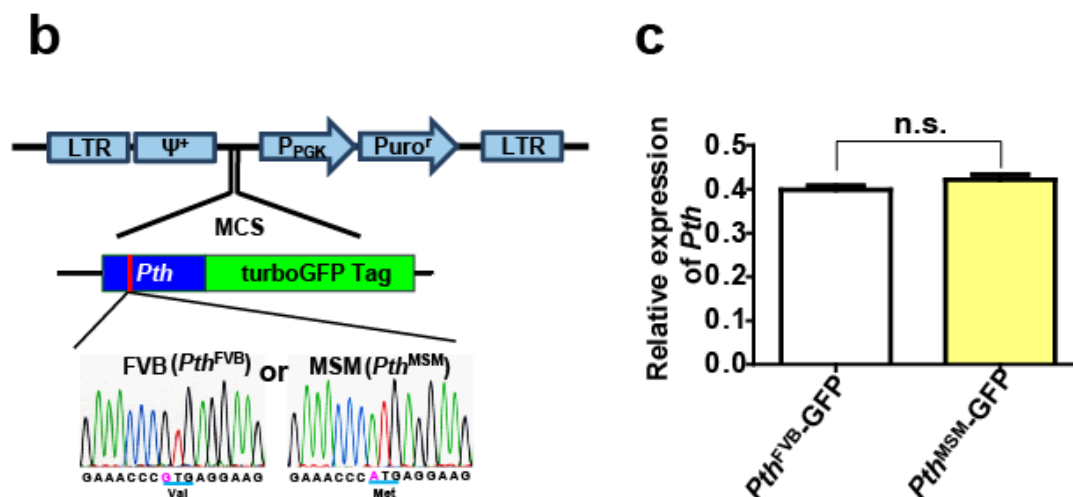 b
LTR Ψ+ PPGK Puror LTR
MCS
Pth turboGFP Tag
FVB (PthFVB) or MSM (PthMSM)
GAAACCCGTGAGGAAG GAAACCCATGAGGAAG
Val Met
c
n.s.
Relative expression
of Pth
0.5
0.4
0.3
0.2
0.1
0.0
PthFVB-GFP
PthMSM-GFP